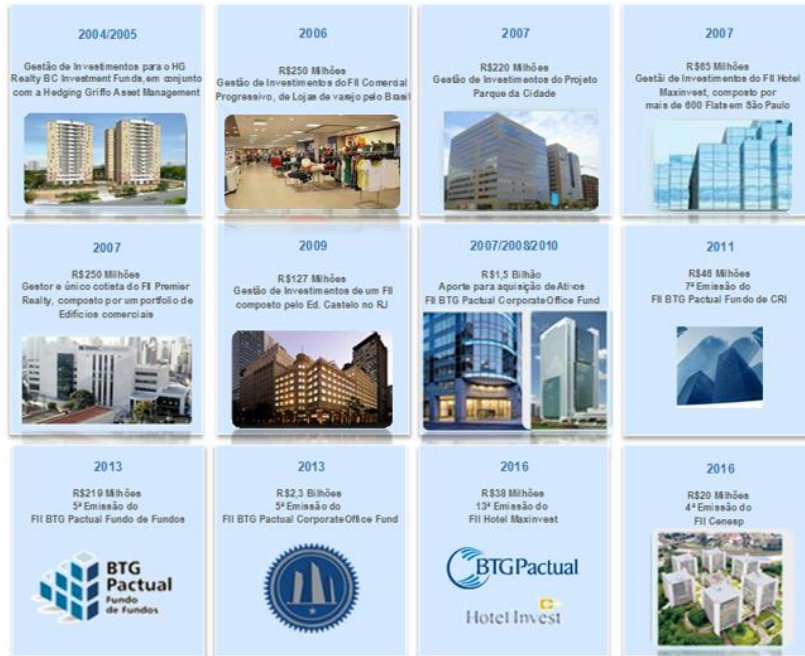 2004/2005
Gestão de Investimentos para o HG
Realty BC Investment Funds, em conjunto
com a Hedging Griffo Asset Management
2006
R$250 Milhões
Gestão de Investimentos do FII Comercial
Progressivo, de Lojas de varejo pelo Brasil
2007
R$220 Milhões
Gestão de Investimentos do Projeto
Parque da Cidade
2007
R$65 Milhões
Gestãi de Investimentos do FII Hotel
Maxinvest, composto por
mais de 600 Flats em São Paulo
2007
R$250 Milhões
Gestor e único cotista do FII Premier
Realty, composto por um portfolio de
Edifícios comerciais
2009
R$127 Milhões
Gestão de Investimentos de um FII
composto pelo Ed. Castelo no RJ
2007/2008/2010
R$1,5 Bilhão
Aporte para aquisição de Ativos
FII BTG Pactual Corporate Office Fund
2011
R$46 Milhões
7ª Emissão do
FII BTG Pactual Fundo de CRI
2013
R$219 Milhões
5ª Emissão do
FII BTG Pactual Fundo de Fundos
BTG
Pactual
Fundo
de Fundos
2013
R$2,3 Bilhões
5ª Emissão do
FII BTG Pactual Corporate Office Fund
2016
R$38 Milhões
13ª Emissão do
FII Hotel Maxinvest
BTGPactual
Hotel Invest
2016
R$20 Milhões
4ª Emissão do
FII Cenesp